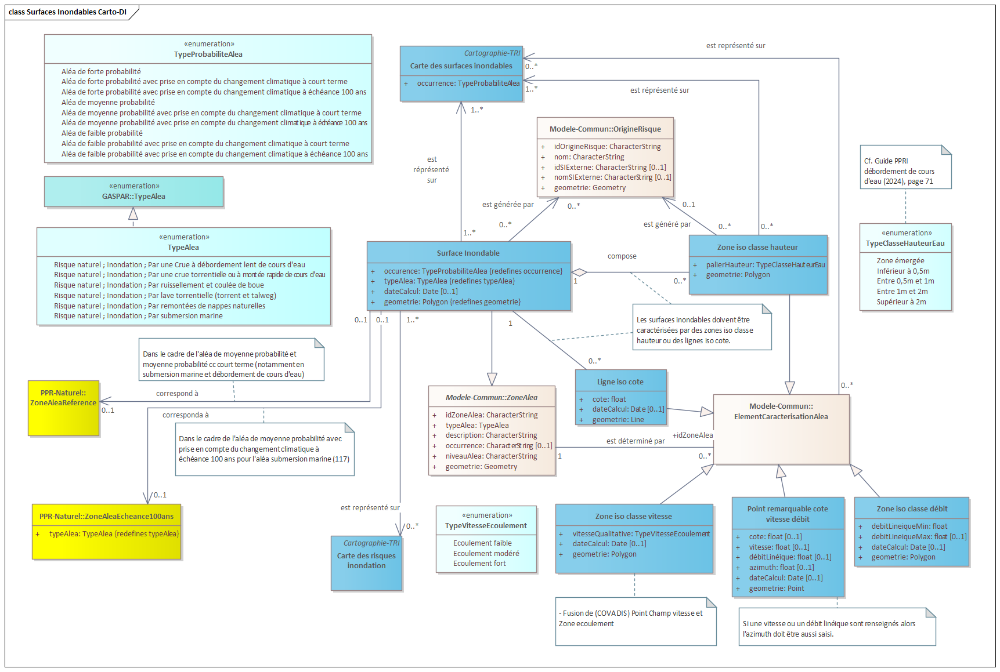 class Surfaces Inondables Carto-DI
«enumeration»
TypeProbabiliteAlea
Aléa de forte probabilité
Aléa de forte probabilité avec prise en compte du changement climatique à court terme
Aléa de forte probabilité avec prise en compte du changement climatique à échéance 100 ans
Aléa de moyenne probabilité
Aléa de moyenne probabilité avec prise en compte du changement climatique à court terme
Aléa de moyenne probabilité avec prise en compte du changement climatique à échéance 100 ans
Aléa de faible probabilité
Aléa de faible probabilité avec prise en compte du changement climatique à court terme
Aléa de faible probabilité avec prise en compte du changement climatique à échéance 100 ans
Cartographie-TRI
Carte des surfaces inondables
+ occurrence: TypeProbabiliteAlea
est représenté sur
0..*
1..*
est réprésenté sur
1..*
est
réprésenté
sur
1..*
Modele-Commun::OrigineRisque
+ idOrigineRisque: CharacterString
+ nom: CharacterString
+ idSIExterne: CharacterString [0..1]
+ nomSIExterne: CharacterString [0..1]
+ geometrie: Geometry
Cf. Guide PPRI
débordement de cours
d'eau (2024), page 71
«enumeration»
GASPAR::TypeAlea
est générée par
0..*
0..*
0..1
est généré par
0..*
0..*
«enumeration»
TypeAlea
Risque naturel ; Inondation ; Par une Crue à débordement lent de cours d'eau
Risque naturel ; Inondation ; Par une crue torrentielle ou à montée rapide de cours d'eau
Risque naturel ; Inondation ; Par ruissellement et coulée de boue
Risque naturel ; Inondation ; Par lave torrentielle (torrent et talweg)
Risque naturel ; Inondation ; Par remontées de nappes naturelles
Risque naturel ; Inondation ; Par submersion marine
Surface Inondable
+ occurence: TypeProbabiliteAlea {redefines occurrence}
+ typeAlea: TypeAlea {redefines typeAlea}
+ dateCalcul: Date [0..1]
+ geometrie: Polygon {redefines geometrie}
compose
1
0..*
Zone iso classe hauteur
+ palierHauteur: TypeClasseHauteurEau
+ geometrie: Polygon
«enumeration»
TypeClasseHauteurEau
Zone émergée
Inférieur à 0,5m
Entre 0,5m et 1m
Entre 1m et 2m
Supérieur à 2m
0..1
0..1
1..*
1
Les surfaces inondables doivent être
caractérisées par des zones iso classe
hauteur ou des lignes iso cote.
0..*
Dans le cadre de l'aléa de moyenne probabilité et
moyenne probabilité cc court terme (notamment en
submersion marine et débordement de cours d'eau)
PPR-Naturel::
ZoneAleaReference
correspond à
0..1
corresponda à
Dans le cadre de l'aléa de moyenne probabilité avec
prise en compte du changement climatique à
échéance 100 ans pour l'aléa submersion marine (117)
Modele-Commun::ZoneAlea
+ idZoneAlea: CharacterString
+ typeAlea: TypeAlea
+ description: CharacterString
+ occurrence: CharacterString [0..1]
+ niveauAlea: CharacterString
+ geometrie: Geometry
Ligne iso cote
+ cote: float
+ dateCalcul: Date [0..1]
+ geometrie: Line
0..*
Modele-Commun::
ElementCaracterisationAlea
+idZoneAlea
est déterminé par
1
0..*
0..1
PPR-Naturel::ZoneAleaEcheance100ans
+ typeAlea: TypeAlea {redefines typeAlea}
est représenté sur
0..*
Cartographie-TRI
Carte des risques
inondation
«enumeration»
TypeVitesseEcoulement
Ecoulement faible
Ecoulement modéré
Ecoulement fort
Zone iso classe vitesse
+ vitesseQualitative: TypeVitesseEcoulement
+ dateCalcul: Date [0..1]
+ geometrie: Polygon
Point remarquable cote
vitesse débit
+ cote: float [0..1]
+ vitesse: float [0..1]
+ débitLinéique: float [0..1]
+ azimuth: float [0..1]
+ dateCalcul: Date [0..1]
+ geometrie: Point
Zone iso classe débit
+ debitLineiqueMin: float
+ debitLineiqueMax: float [0..1]
+ dateCalcul: Date [0..1]
+ geometrie: Polygon
- Fusion de (COVADIS) Point Champ vitesse et
Zone ecoulement
Si une vitesse ou un débit linéique sont renseignés alors
l'azimuth doit être aussi saisi.